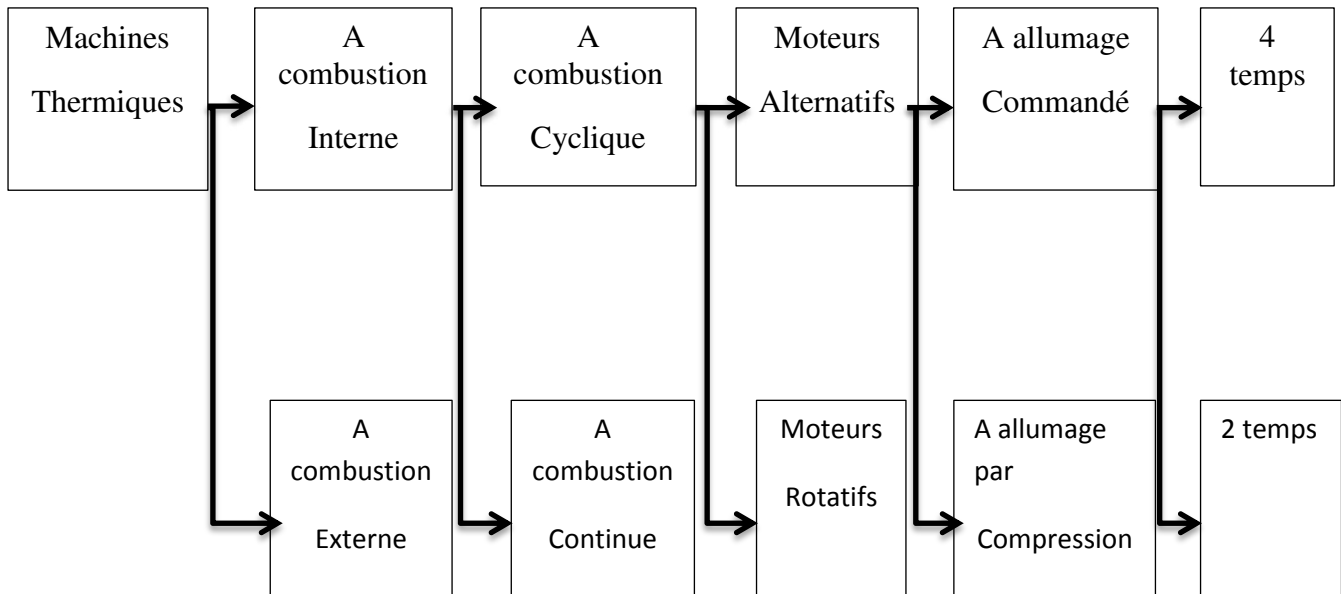 Machines
Thermiques
A
combustion
Interne
A
combustion
Cyclique
Moteurs
Alternatifs
A allumage
Commandé
4
temps
A
combustion
Externe
A
combustion
Continue
Moteurs
Rotatifs
A allumage
par
Compression
2 temps